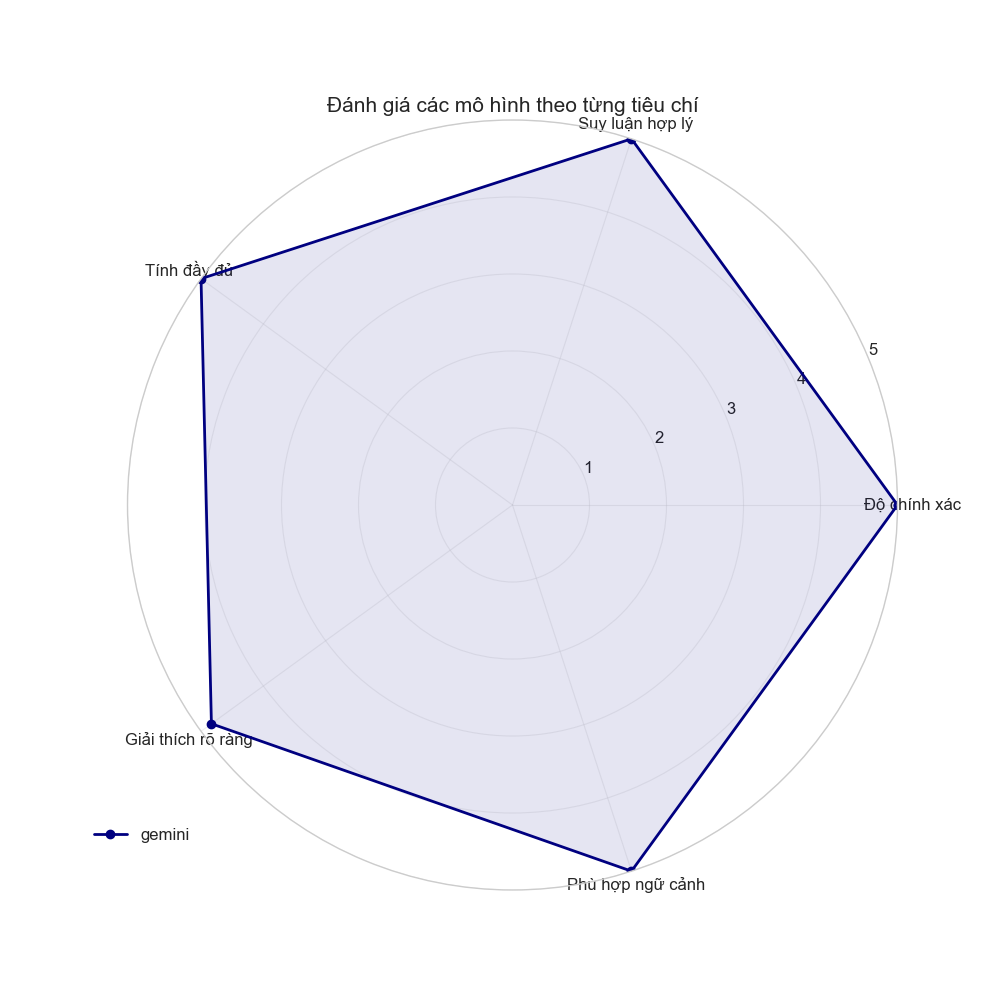 Đánh giá các mô hình theo từng tiêu chí
Suy luận hợp lý
Tính đầy đủ
5
4
3
2
1
Độ chính xác
Giải thích rõ ràng
gemini
Phù hợp ngữ cảnh